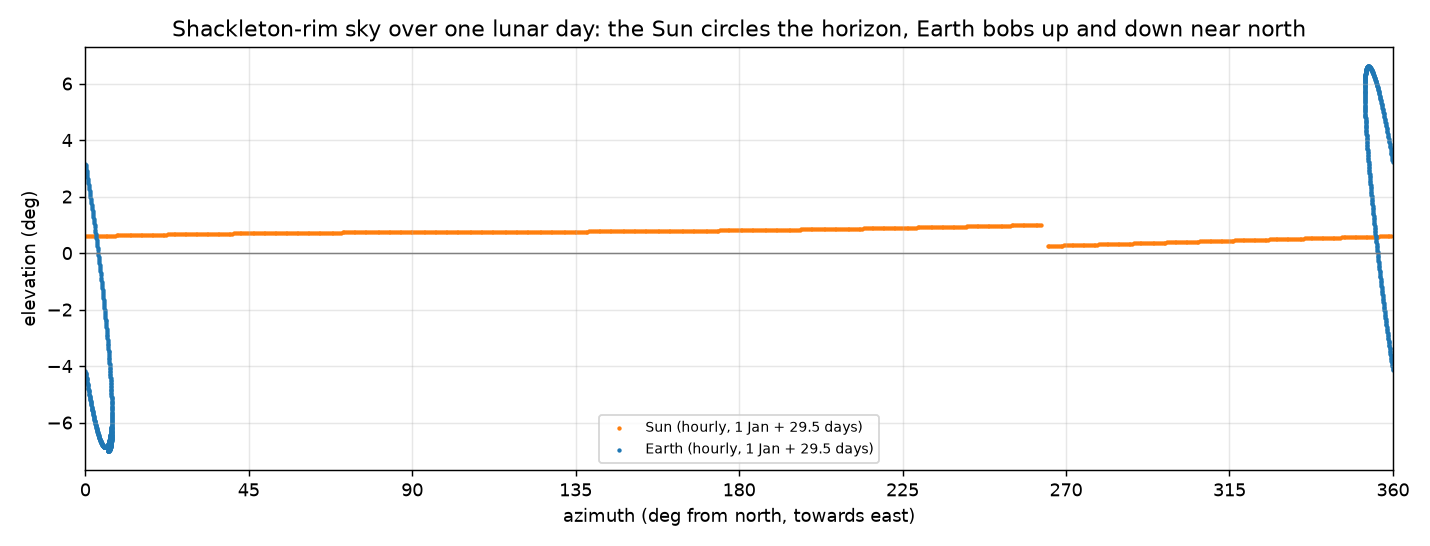 Shackleton-rim sky over one lunar day: the Sun circles the horizon, Earth bobs up and down near north
elevation (deg)
6
4
2
0
−2
−4
−6
Sun (hourly, 1 Jan + 29.5 days)
Earth (hourly, 1 Jan + 29.5 days)
0 45 90 135 180 225 270 315 360
azimuth (deg from north, towards east)